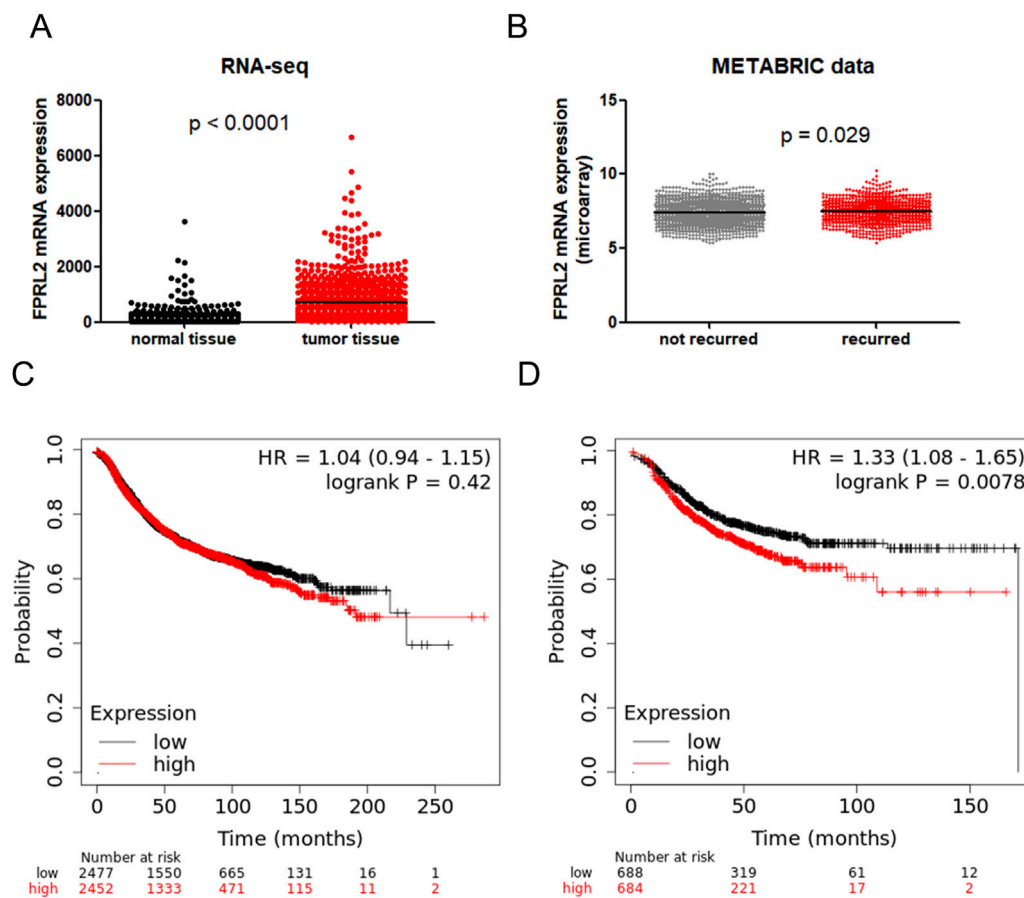 A
RNA-seq
FPRL2 mRNA expression
8000
6000
4000
2000
0
p < 0.0001
normal tissue
tumor tissue
B
METABRIC data
FPRL2 mRNA expression
(microarray)
15
10
5
0
p = 0.029
not recurred
recurred
C
HR = 1.04 (0.94 - 1.15)
logrank P = 0.42
Probability
1.0
0.8
0.6
0.4
0.2
0.0
Expression
low
high
0 50 100 150 200 250
Time (months)
Number at risk
low 2477 1550 665 131 16 1
high 2452 1333 471 115 11 2
D
HR = 1.33 (1.08 - 1.65)
logrank P = 0.0078
Probability
1.0
0.8
0.6
0.4
0.2
0.0
Expression
low
high
0 50 100 150
Time (months)
Number at risk
low 688 319 61 12
high 684 221 17 2